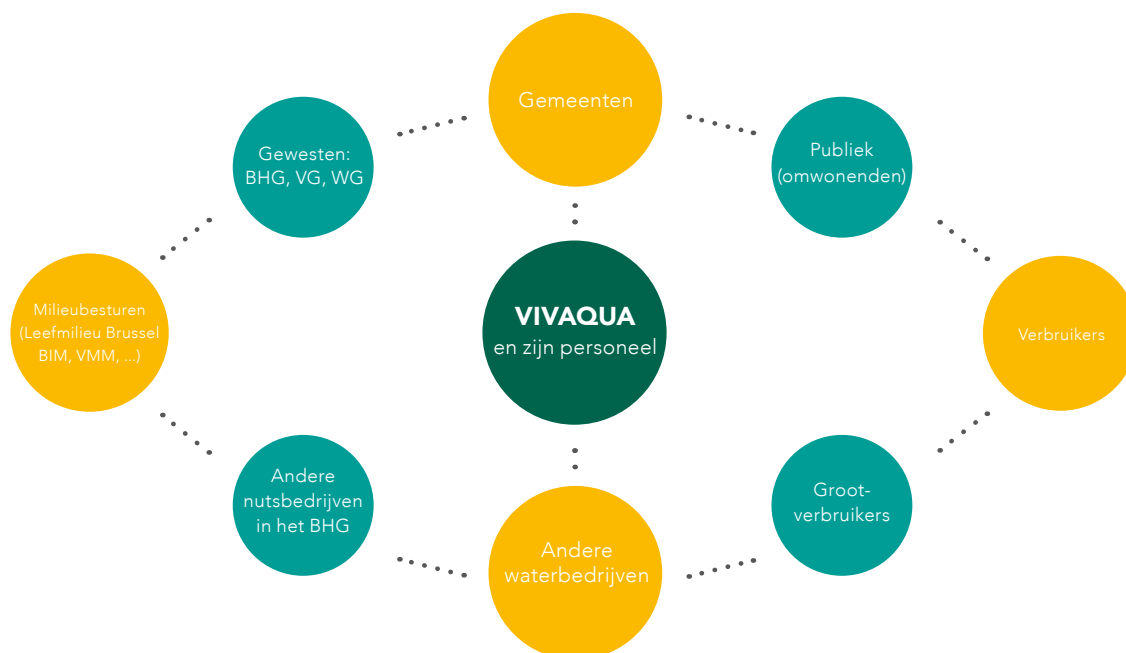 Gemeenten
Gewesten:
BHG, VG, WG
Publiek
(omwonenden)
Milieubesturen
(Leefmilieu Brussel
BIM, VMM, ...)
VIVAQUA
en zijn personeel
Verbruikers
Andere
nutsbedrijven
in het BHG
Groot-
verbruikers
Andere
waterbedrijven